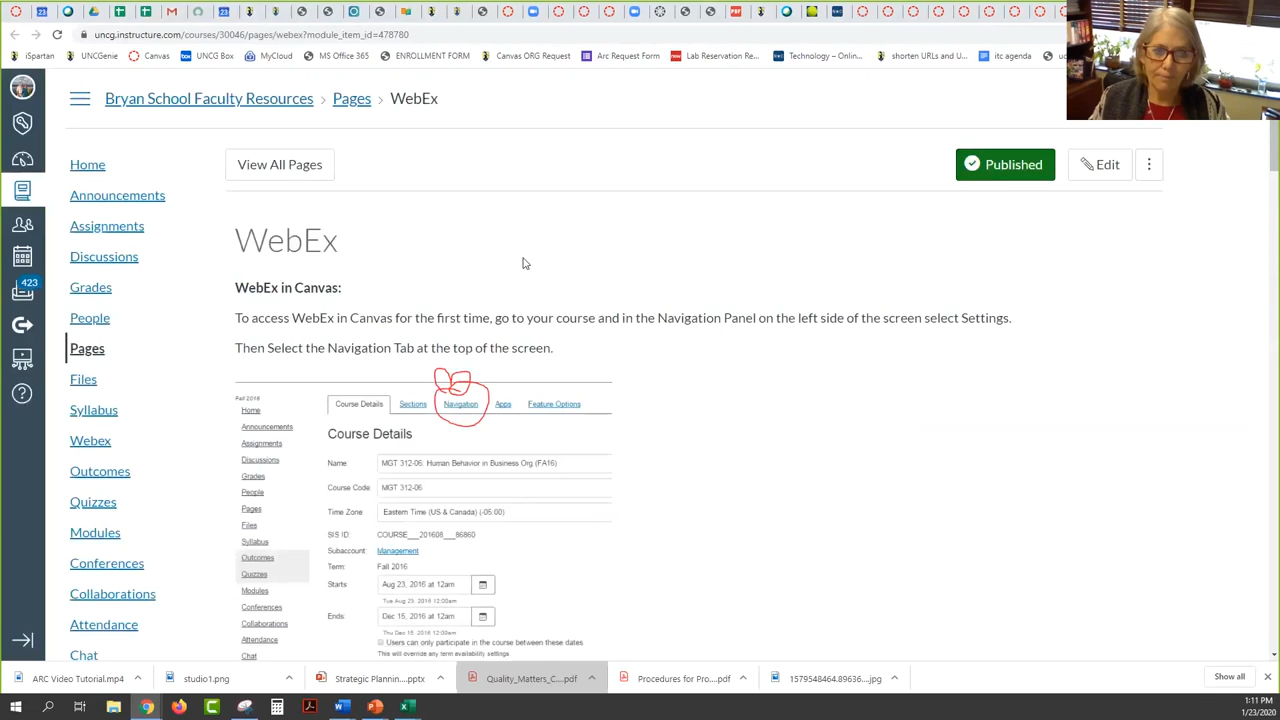 uncg.instructure.com/courses/30046/pages/webex?module_item_id=478780
iSpartan UNCGenie Canvas UNCG Box MyCloud MS Office 365 ENROLLMENT FORM Canvas ORG Request Arc Request Form Lab Reservation Re... Technology – Online... shorten URLs and U... itc agenda
Bryan School Faculty Resources > Pages > WebEx
View All Pages
Published
Edit
Home
Announcements
Assignments
Discussions
Grades
People
Pages
Files
Syllabus
Webex
Outcomes
Quizzes
Modules
Conferences
Collaborations
Attendance
Chat
423
WebEx
WebEx in Canvas:
To access WebEx in Canvas for the first time, go to your course and in the Navigation Panel on the left side of the screen select Settings.
Then Select the Navigation Tab at the top of the screen.
Fall 2016
Home
Announcements
Assignments
Discussions
Grades
People
Pages
Files
Syllabus
Outcomes
Quizzes
Modules
Conferences
Collaborations
Attendance
Chat
Course Details Sections Navigation Apps Feature Options
Course Details
Name MGT 312-06: Human Behavior in Business Org (FA16)
Course Code: MGT 312-06
Time Zone Eastern Time (US & Canada) (-05:00)
SIS ID: COURSE__201608__86860
Subaccount: Management
Term: Fall 2016
Starts: Aug 23, 2016 at 12am
Tue Aug 23, 2016 12:00am
Ends: Dec 15, 2016 at 12am
Thu Dec 15, 2016 12:00am
Users can only participate in the course between these dates
This will override any term availability settings
ARC Video Tutorial.mp4 studio1.png Strategic Plannin....pptx Quality_Matters_C....pdf Procedures for Pro....pdf 1579548464.89636....jpg Show all
1:11 PM
1/23/2020